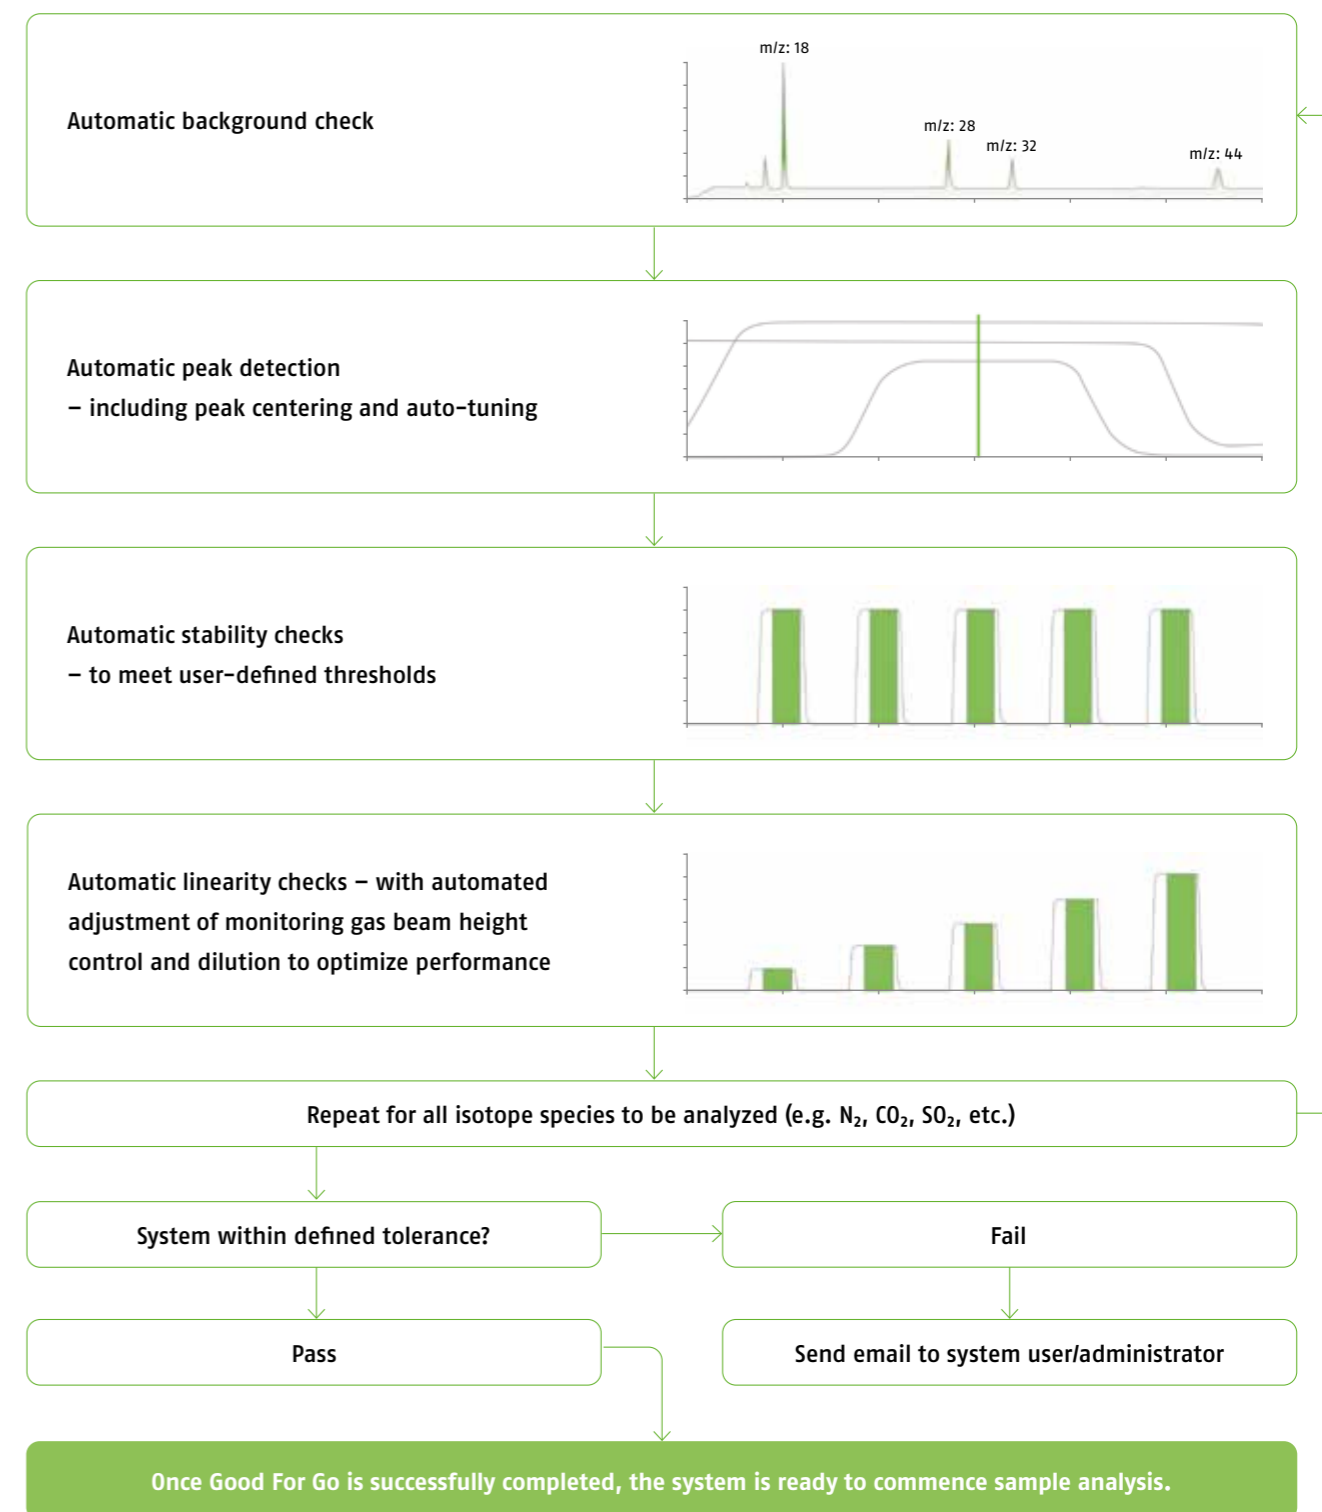 m/z: 18
Automatic background check
m/z: 28
m/z: 32
m/z: 44
Automatic peak detection
– including peak centering and auto-tuning
Automatic stability checks
– to meet user-defined thresholds
Automatic linearity checks – with automated
adjustment of monitoring gas beam height
control and dilution to optimize performance
Repeat for all isotope species to be analyzed (e.g. N₂, CO₂, SO₂, etc.)
System within defined tolerance?
Fail
Pass
Send email to system user/administrator
Once Good For Go is successfully completed, the system is ready to commence sample analysis.